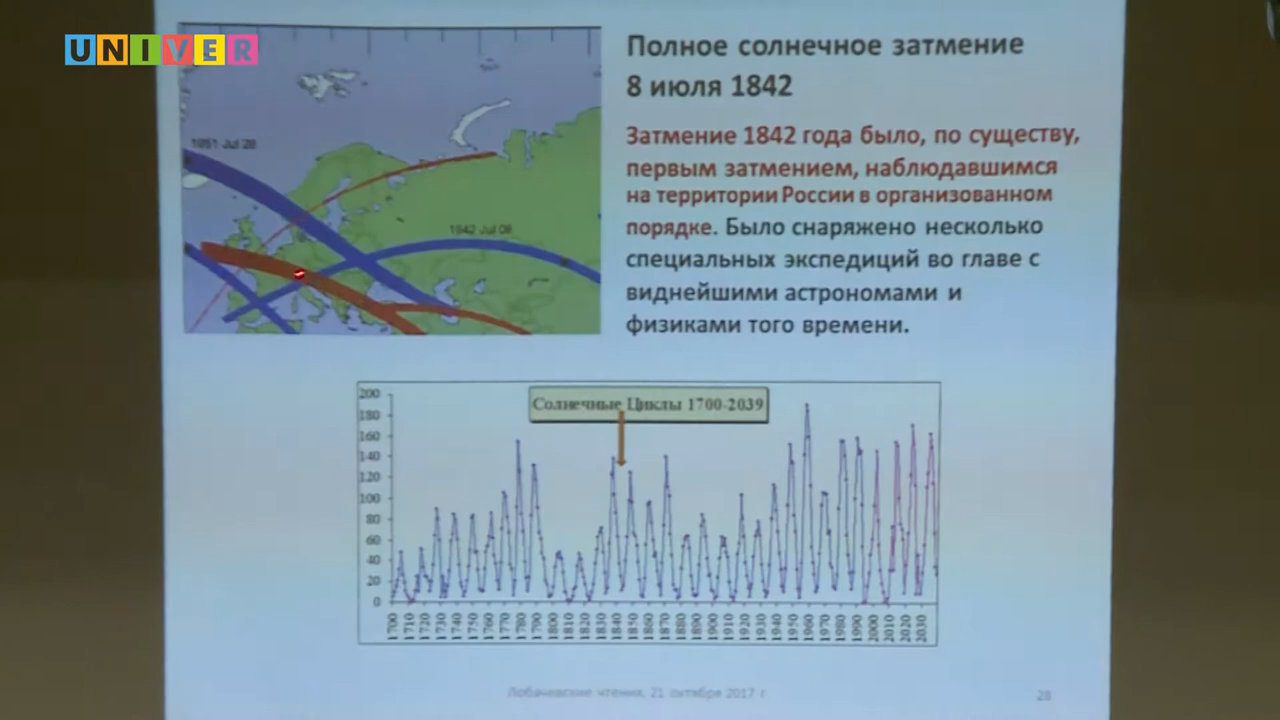 UNIVER
Полное солнечное затмение
8 июля 1842
Затмение 1842 года было, по существу,
первым затмением, наблюдавшимся
на территории России в организованном
порядке. Было снаряжено несколько
специальных экспедиций во главе с
виднейшими астрономами и
физиками того времени.
1851 Jul 28
1842 Jul 08
Солнечные Циклы 1700-2039
200
180
160
140
120
100
80
60
40
20
0
1700 1710 1720 1730 1740 1750 1760 1770 1780 1790 1800 1810 1820 1830 1840 1850 1860 1870 1880 1890 1900 1910 1920 1930 1940 1950 1960 1970 1980 1990 2000 2010 2020 2030
Лобачевские чтения, 21 октября 2017 г
28